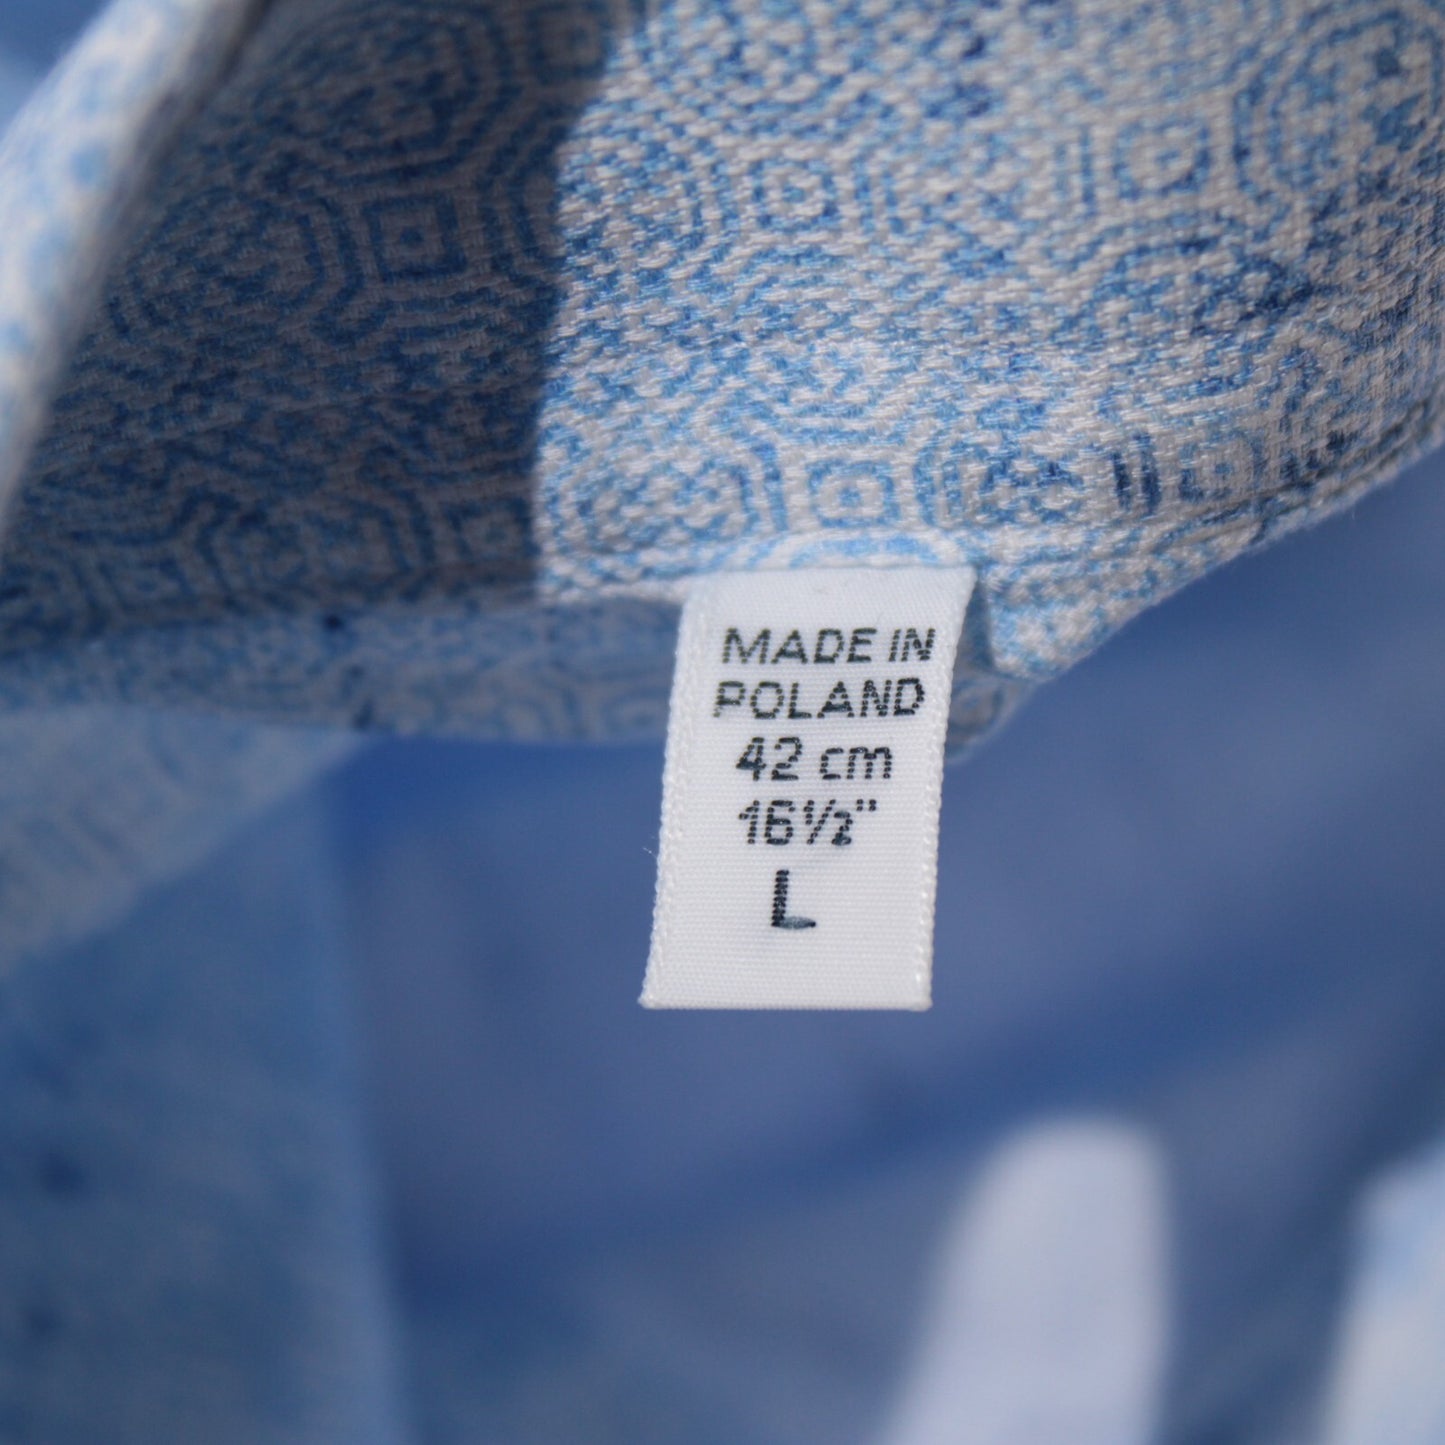 MADE IN
POLAND
42 cm
16½"
L